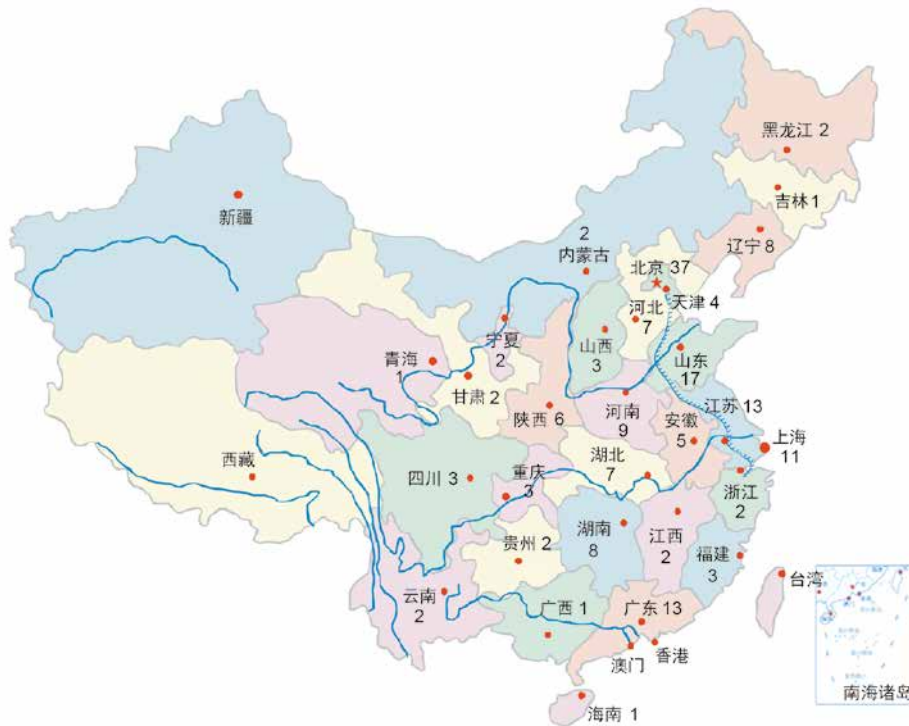 黑龙江 2
吉林 1
辽宁 8
新疆
2
内蒙古
北京 37
天津 4
河北
7
宁夏
2
山西
3
山东
17
青海
1
甘肃 2
陕西 6
河南
9
江苏 13
安徽
5
上海
11
西藏
四川 3
重庆
3
湖北
7
浙江
2
湖南
8
江西
2
贵州 2
福建
3
云南
2
广西 1
广东 13
台湾
香港
澳门
海南 1
南海诸岛